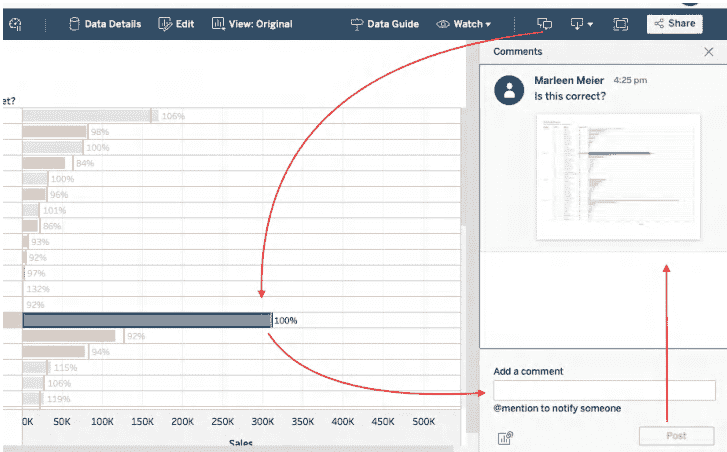 Data Details Edit View: Original Data Guide Watch Share
Comments
Marleen Meier 4:25 pm
Is this correct?
et?
106%
98%
100%
84%
100%
96%
101%
86%
93%
92%
97%
132%
92%
100%
92%
94%
115%
106%
119%
0K 50K 100K 150K 200K 250K 300K 350K 400K 450K 500K
Sales
Add a comment
@mention to notify someone
Post